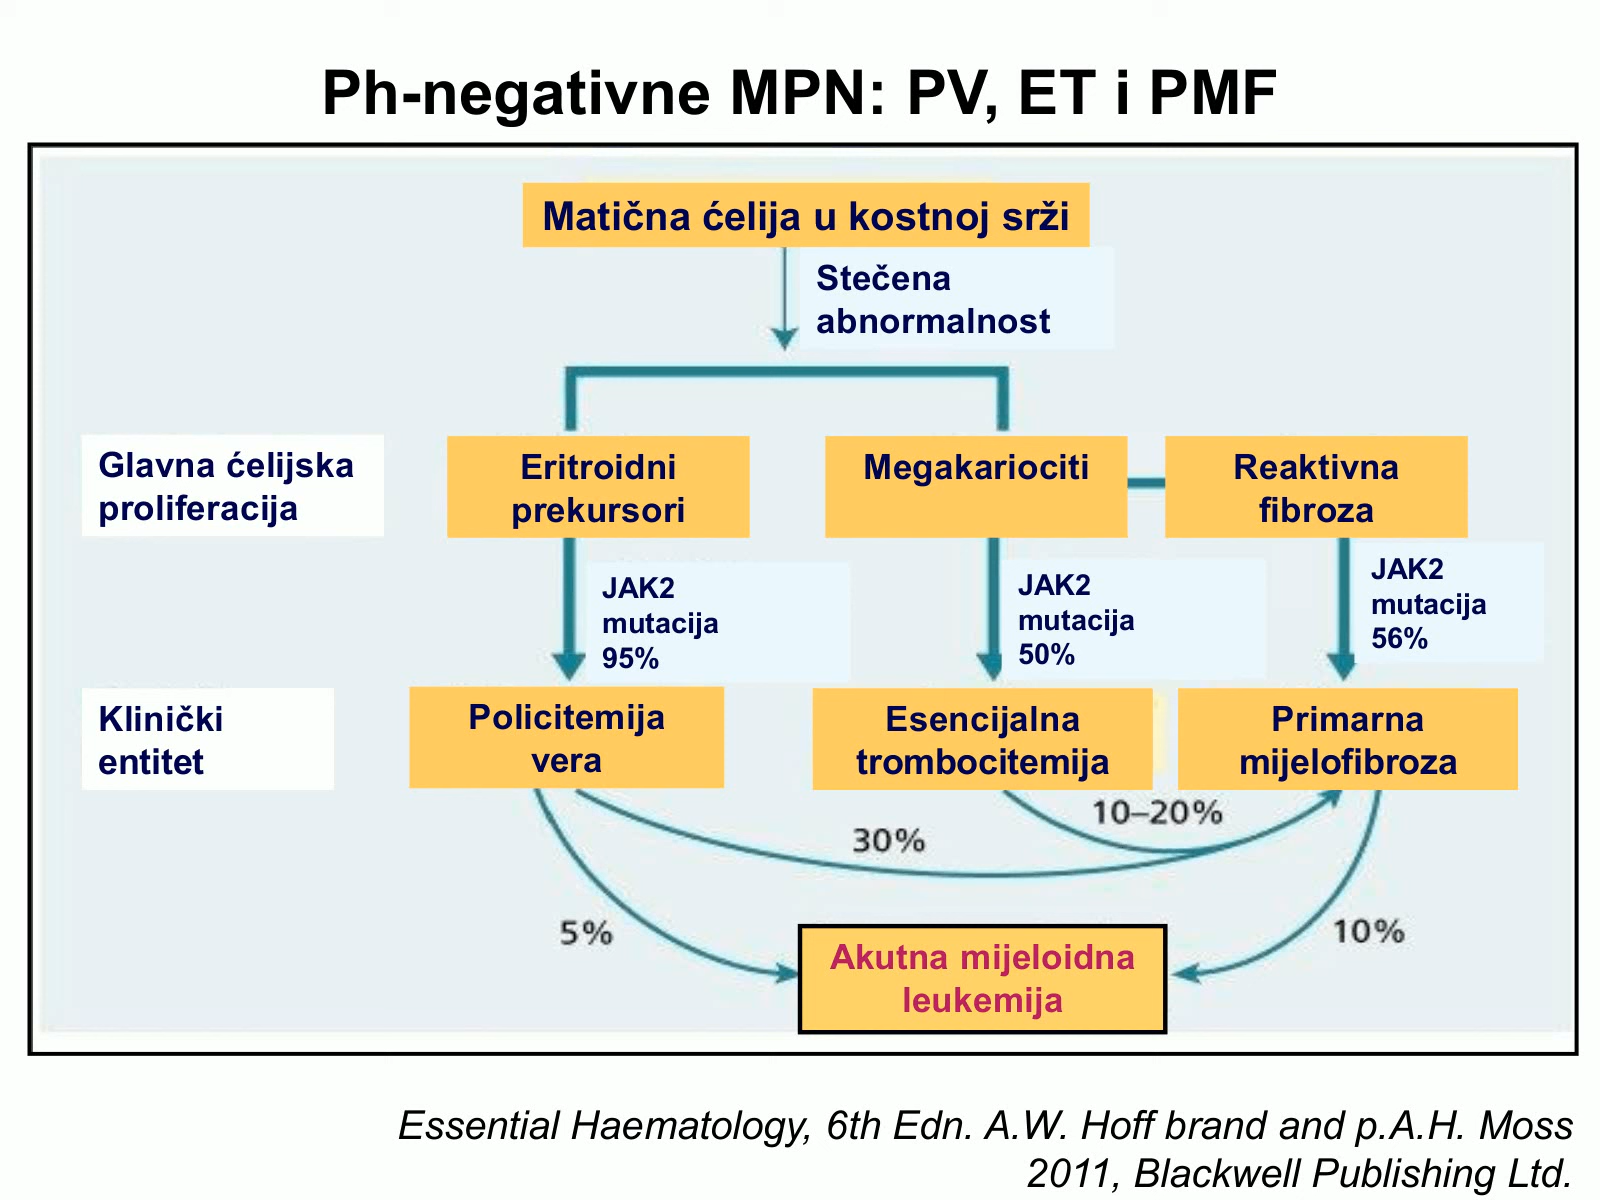 Ph-negativne MPN: PV, ET i PMF
Matična ćelija u kostnoj srži
Stečena
abnormalnost
Glavna ćelijska
proliferacija
Eritroidni
prekursori
Megakariociti
Reaktivna
fibroza
JAK2
mutacija
95%
JAK2
mutacija
50%
JAK2
mutacija
56%
Klinički
entitet
Policitemija
vera
Esencijalna
trombocitemija
Primarna
mijelofibroza
10–20%
30%
5%
10%
Akutna mijeloidna
leukemija
Essential Haematology, 6th Edn. A.W. Hoff brand and p.A.H. Moss
2011, Blackwell Publishing Ltd.